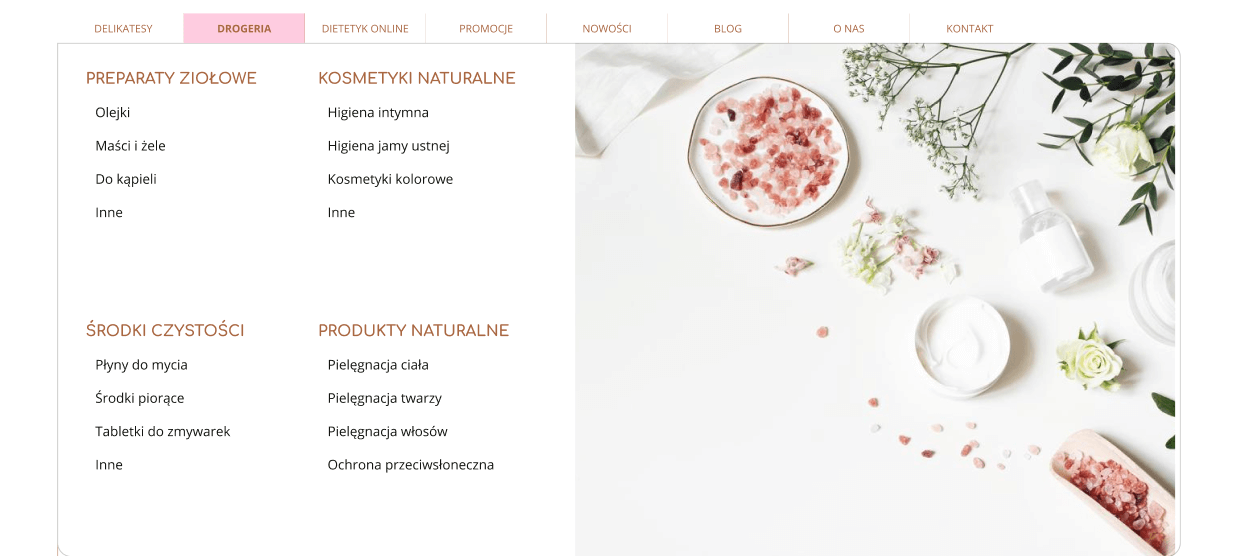 DELIKATESY
DROGERIA
DIETETYK ONLINE
PROMOCJE
NOWOŚCI
BLOG
O NAS
KONTAKT
PREPARATY ZIOŁOWE
Olejki
Maści i żele
Do kąpieli
Inne
KOSMETYKI NATURALNE
Higiena intymna
Higiena jamy ustnej
Kosmetyki kolorowe
Inne
ŚRODKI CZYSTOŚCI
Płyny do mycia
Środki piorące
Tabletki do zmywarek
Inne
PRODUKTY NATURALNE
Pielęgnacja ciała
Pielęgnacja twarzy
Pielęgnacja włosów
Ochrona przeciwsłoneczna